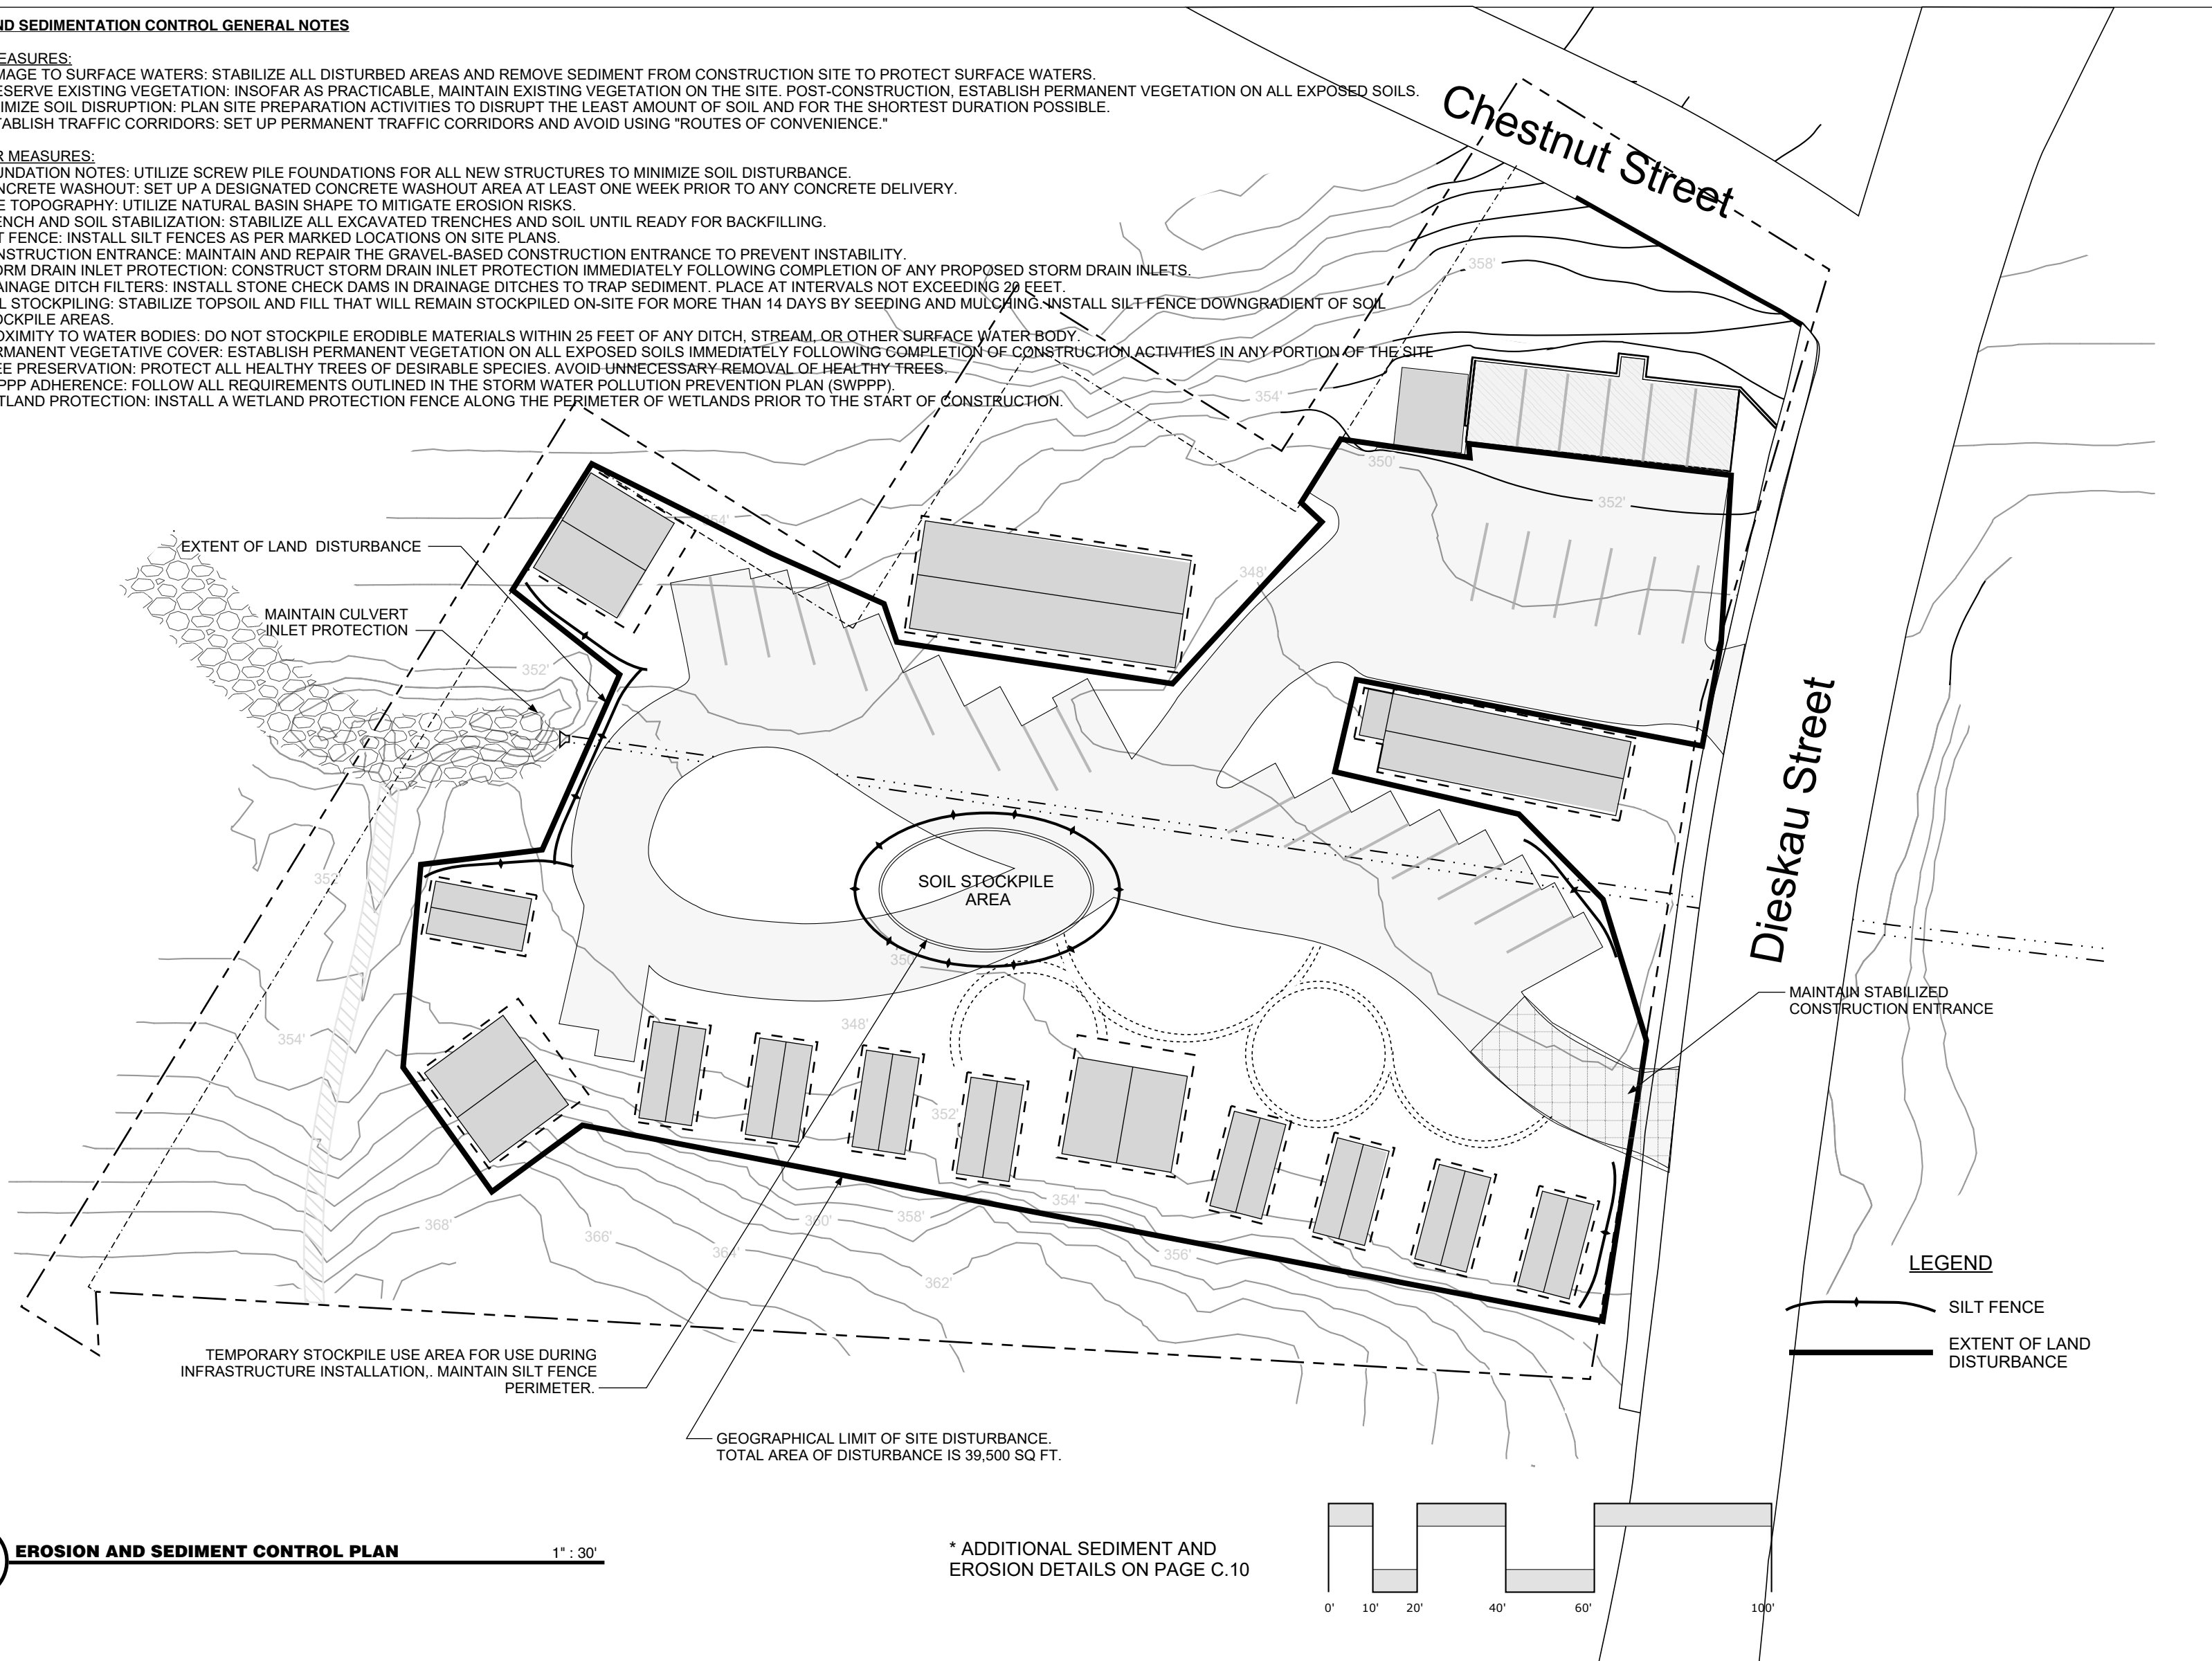 ND SEDIMENTATION CONTROL GENERAL NOTES
EASURES:
MAGE TO SURFACE WATERS: STABILIZE ALL DISTURBED AREAS AND REMOVE SEDIMENT FROM CONSTRUCTION SITE TO PROTECT SURFACE WATERS.
ESERVE EXISTING VEGETATION: INSOFAR AS PRACTICABLE, MAINTAIN EXISTING VEGETATION ON THE SITE. POST-CONSTRUCTION, ESTABLISH PERMANENT VEGETATION ON ALL EXPOSED SOILS.
IMIZE SOIL DISRUPTION: PLAN SITE PREPARATION ACTIVITIES TO DISRUPT THE LEAST AMOUNT OF SOIL AND FOR THE SHORTEST DURATION POSSIBLE.
TABLISH TRAFFIC CORRIDORS: SET UP PERMANENT TRAFFIC CORRIDORS AND AVOID USING "ROUTES OF CONVENIENCE."
R MEASURES:
UNDATION NOTES: UTILIZE SCREW PILE FOUNDATIONS FOR ALL NEW STRUCTURES TO MINIMIZE SOIL DISTURBANCE.
NCRETE WASHOUT: SET UP A DESIGNATED CONCRETE WASHOUT AREA AT LEAST ONE WEEK PRIOR TO ANY CONCRETE DELIVERY.
E TOPOGRAPHY: UTILIZE NATURAL BASIN SHAPE TO MITIGATE EROSION RISKS.
ENCH AND SOIL STABILIZATION: STABILIZE ALL EXCAVATED TRENCHES AND SOIL UNTIL READY FOR BACKFILLING.
T FENCE: INSTALL SILT FENCES AS PER MARKED LOCATIONS ON SITE PLANS.
NSTRUCTION ENTRANCE: MAINTAIN AND REPAIR THE GRAVEL-BASED CONSTRUCTION ENTRANCE TO PREVENT INSTABILITY.
ORM DRAIN INLET PROTECTION: CONSTRUCT STORM DRAIN INLET PROTECTION IMMEDIATELY FOLLOWING COMPLETION OF ANY PROPOSED STORM DRAIN INLETS.
AINAGE DITCH FILTERS: INSTALL STONE CHECK DAMS IN DRAINAGE DITCHES TO TRAP SEDIMENT. PLACE AT INTERVALS NOT EXCEEDING 20 FEET.
L STOCKPILING: STABILIZE TOPSOIL AND FILL THAT WILL REMAIN STOCKPILED ON-SITE FOR MORE THAN 14 DAYS BY SEEDING AND MULCHING. INSTALL SILT FENCE DOWNGRADIENT OF SOIL
OCKPILE AREAS.
OXIMITY TO WATER BODIES: DO NOT STOCKPILE ERODIBLE MATERIALS WITHIN 25 FEET OF ANY DITCH, STREAM, OR OTHER SURFACE WATER BODY.
RMANENT VEGETATIVE COVER: ESTABLISH PERMANENT VEGETATION ON ALL EXPOSED SOILS IMMEDIATELY FOLLOWING COMPLETION OF CONSTRUCTION ACTIVITIES IN ANY PORTION OF THE SITE
EE PRESERVATION: PROTECT ALL HEALTHY TREES OF DESIRABLE SPECIES. AVOID UNNECESSARY REMOVAL OF HEALTHY TREES.
PPP ADHERENCE: FOLLOW ALL REQUIREMENTS OUTLINED IN THE STORM WATER POLLUTION PREVENTION PLAN (SWPPP).
TLAND PROTECTION: INSTALL A WETLAND PROTECTION FENCE ALONG THE PERIMETER OF WETLANDS PRIOR TO THE START OF CONSTRUCTION.
Chestnut Street
358'
354'
350'
352'
354'
348'
EXTENT OF LAND DISTURBANCE
MAINTAIN CULVERT
INLET PROTECTION
352'
Dieskau Street
352'
SOIL STOCKPILE
AREA
350'
MAINTAIN STABILIZED
CONSTRUCTION ENTRANCE
348'
354'
352'
354'
358'
360'
368'
366'
364'
356'
362'
LEGEND
SILT FENCE
EXTENT OF LAND
DISTURBANCE
TEMPORARY STOCKPILE USE AREA FOR USE DURING
INFRASTRUCTURE INSTALLATION,. MAINTAIN SILT FENCE
PERIMETER.
GEOGRAPHICAL LIMIT OF SITE DISTURBANCE.
TOTAL AREA OF DISTURBANCE IS 39,500 SQ FT.
EROSION AND SEDIMENT CONTROL PLAN 1" : 30'
* ADDITIONAL SEDIMENT AND
EROSION DETAILS ON PAGE C.10
0' 10' 20' 40' 60' 100'